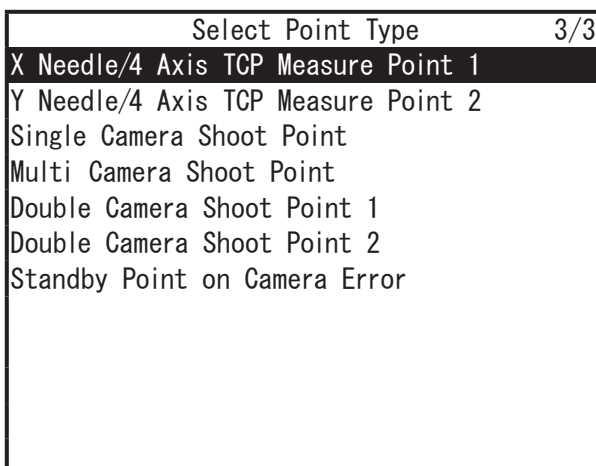 Select Point Type 3/3
X Needle/4 Axis TCP Measure Point 1
Y Needle/4 Axis TCP Measure Point 2
Single Camera Shoot Point
Multi Camera Shoot Point
Double Camera Shoot Point 1
Double Camera Shoot Point 2
Standby Point on Camera Error